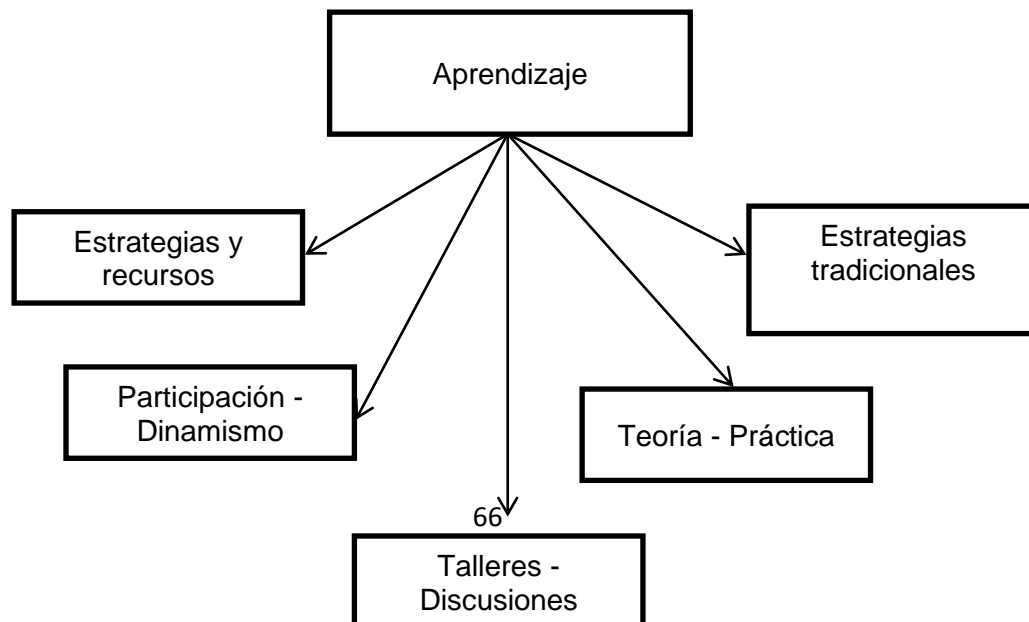 Aprendizaje
Estrategias y
recursos
Estrategias
tradicionales
Participación -
Dinamismo
Teoría - Práctica
66
Talleres -
Discusiones